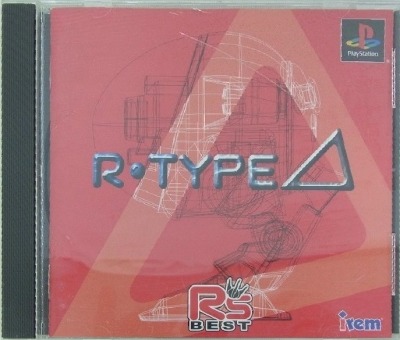 PlayStation
R·TYPE Δ
R's
BEST
irem